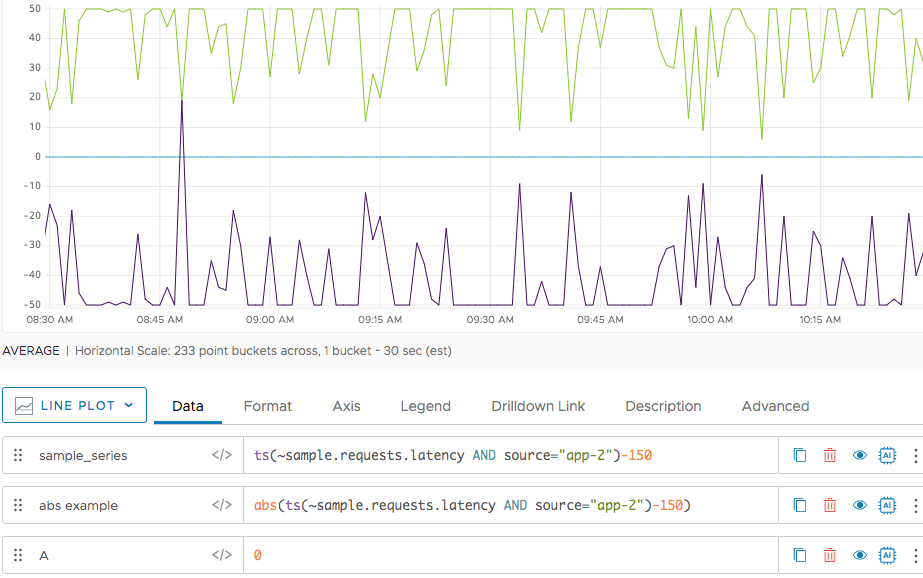 50
40
30
20
10
0
-10
-20
-30
-40
-50
08:30 AM 08:45 AM 09:00 AM 09:15 AM 09:30 AM 09:45 AM 10:00 AM 10:15 AM
AVERAGE | Horizontal Scale: 233 point buckets across, 1 bucket ~ 30 sec (est)
LINE PLOT Data Format Axis Legend Drilldown Link Description Advanced
sample_series </> ts(~sample.requests.latency AND source="app-2")-150 AI
abs example </> abs(ts(~sample.requests.latency AND source="app-2")-150) AI
A </> 0 AI